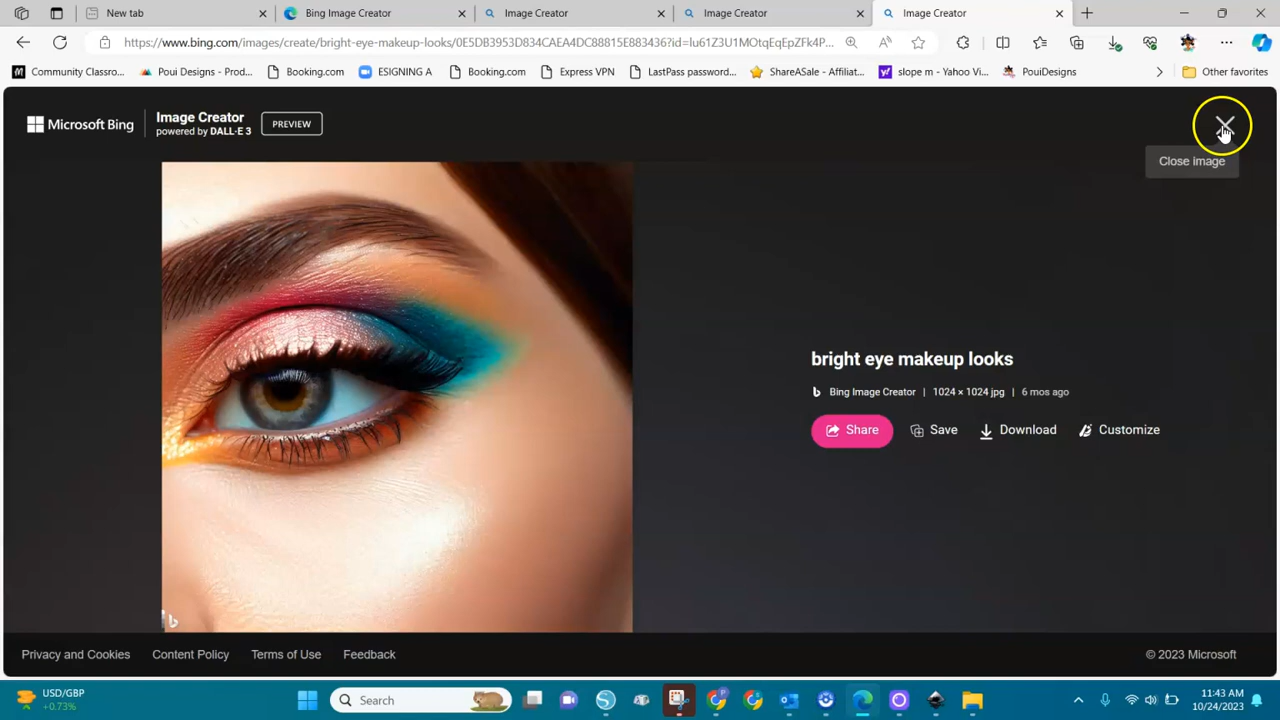 New tab
Bing Image Creator
Image Creator
Image Creator
Image Creator
https://www.bing.com/images/create/bright-eye-makeup-looks/0E5DB3953D834CAEA4DC88815E883436?id=lu61Z3U1MOtqEqEpZFk4P...
Community Classro...
Poui Designs - Prod...
Booking.com
ESIGNING A
Booking.com
Express VPN
LastPass password...
ShareASale - Affiliat...
slope m - Yahoo Vi...
PouiDesigns
Other favorites
Microsoft Bing
Image Creator
powered by DALL·E 3
PREVIEW
Close image
bright eye makeup looks
Bing Image Creator | 1024 × 1024 jpg | 6 mos ago
Share
Save
Download
Customize
Privacy and Cookies
Content Policy
Terms of Use
Feedback
© 2023 Microsoft
USD/GBP
+0.73%
Search
11:43 AM
10/24/2023